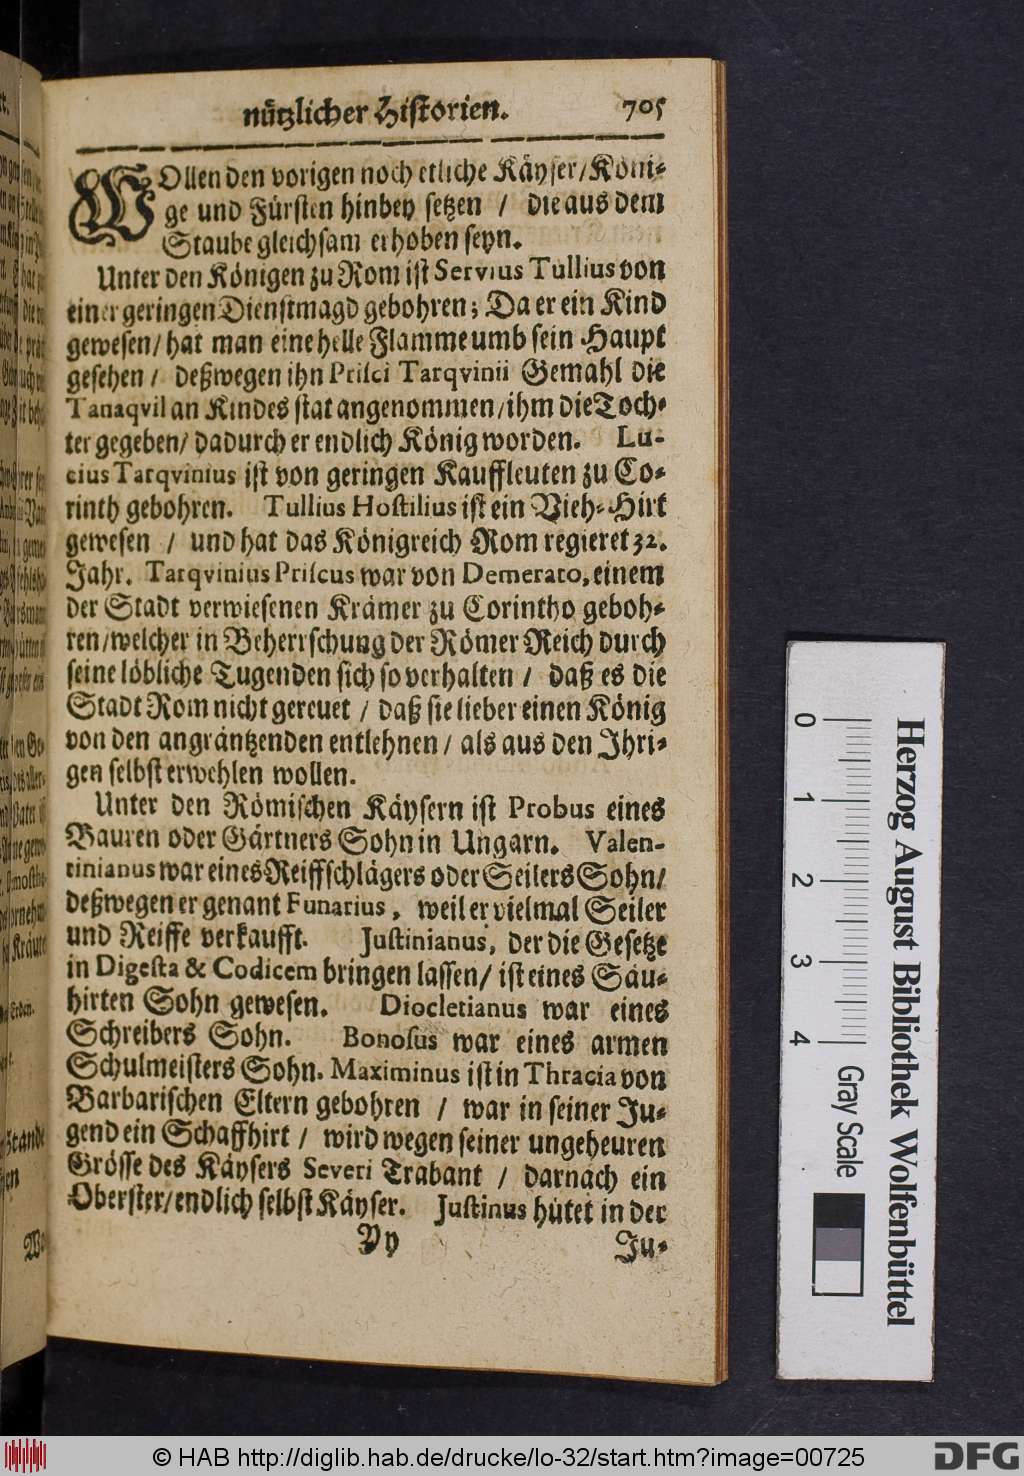 nützlicher Historien. 705
WOllen den vorigen noch etliche Käyser / Köni-
ge und Fürsten hinbey setzen / die aus dem
Staube gleichsam erhoben seyn.
Unter den Königen zu Rom ist Servius Tullius von
einer geringen Dienstmagd gebohren; Da er ein Kind
gewesen / hat man eine helle Flamme umb sein Haupt
gesehen / deßwegen ihn Prisci Tarqvinii Gemahl die
Tanaqvil an Kindes stat angenommen / ihm die Toch-
ter gegeben / dadurch er endlich König worden. Lu-
cius Tarqvinius ist von geringen Kauffleuten zu Co-
rinth gebohren. Tullius Hostilius ist ein Vieh-Hirt
gewesen / und hat das Königreich Rom regieret 32.
Jahr. Tarqvinius Priscus war von Demerato, einem
der Stadt verwiesenen Krämer zu Corintho geboh-
ren / welcher in Beherrschung der Römer Reich durch
seine löbliche Tugenden sich so verhalten / daß es die
Stadt Rom nicht gereuet / daß sie lieber einen König
von den angräntzenden entlehnen / als aus den Ihri-
gen selbst erwehlen wollen.
Unter den Römischen Käysern ist Probus eines
Bauren oder Gärtners Sohn in Ungarn. Valen-
tinianus war eines Reiffschlägers oder Seilers Sohn /
deßwegen er genant Funarius, weil er vielmal Seiler
und Reiffe verkaufft. Justinianus, der die Gesetze
in Digesta & Codicem bringen lassen / ist eines Säu-
hirten Sohn gewesen. Diocletianus war eines
Schreibers Sohn. Bonosus war eines armen
Schulmeisters Sohn. Maximinus ist in Thracia von
Barbarischen Eltern gebohren / war in seiner Ju-
gend ein Schaffhirt / wird wegen seiner ungeheuren
Grösse des Käysers Severi Trabant / darnach ein
Oberster / endlich selbst Käyser. Justinus hütet in der
Yy Ju-
Herzog August Bibliothek Wolfenbüttel
0 1 2 3 4 Gray Scale
© HAB http://diglib.hab.de/drucke/lo-32/start.htm?image=00725 DFG